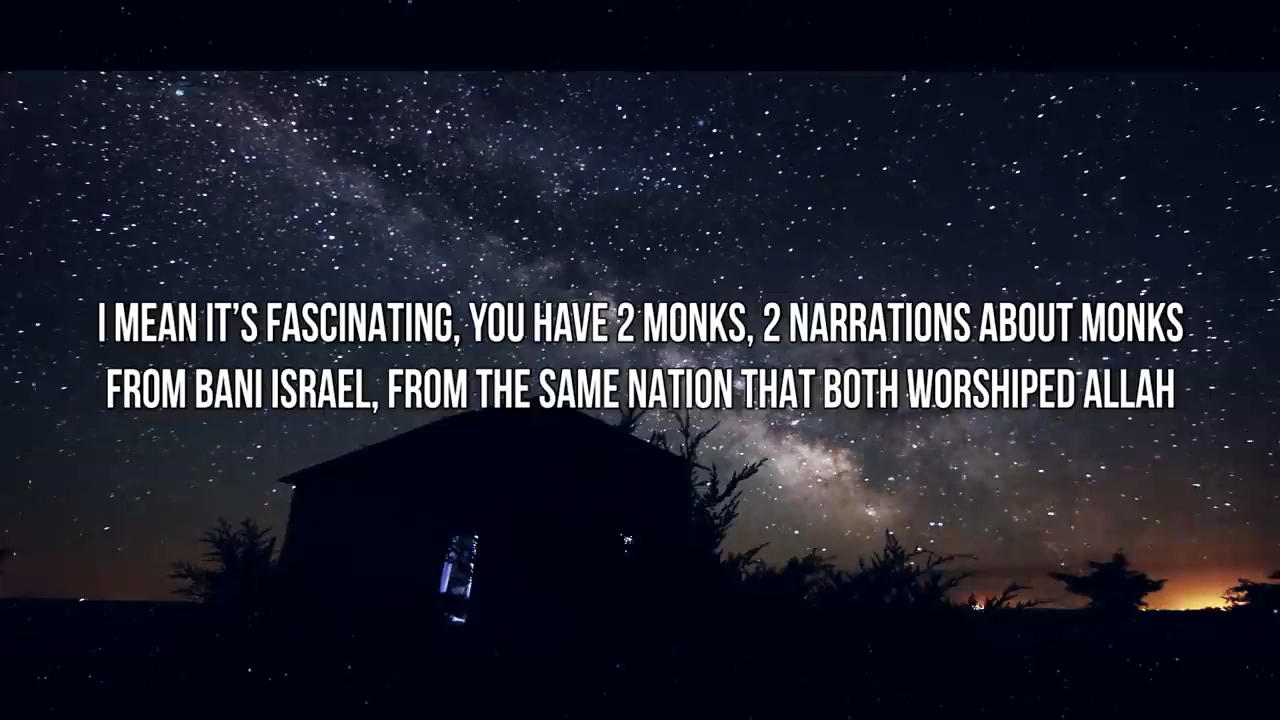 I MEAN IT'S FASCINATING, YOU HAVE 2 MONKS, 2 NARRATIONS ABOUT MONKS
FROM BANI ISRAEL, FROM THE SAME NATION THAT BOTH WORSHIPED ALLAH